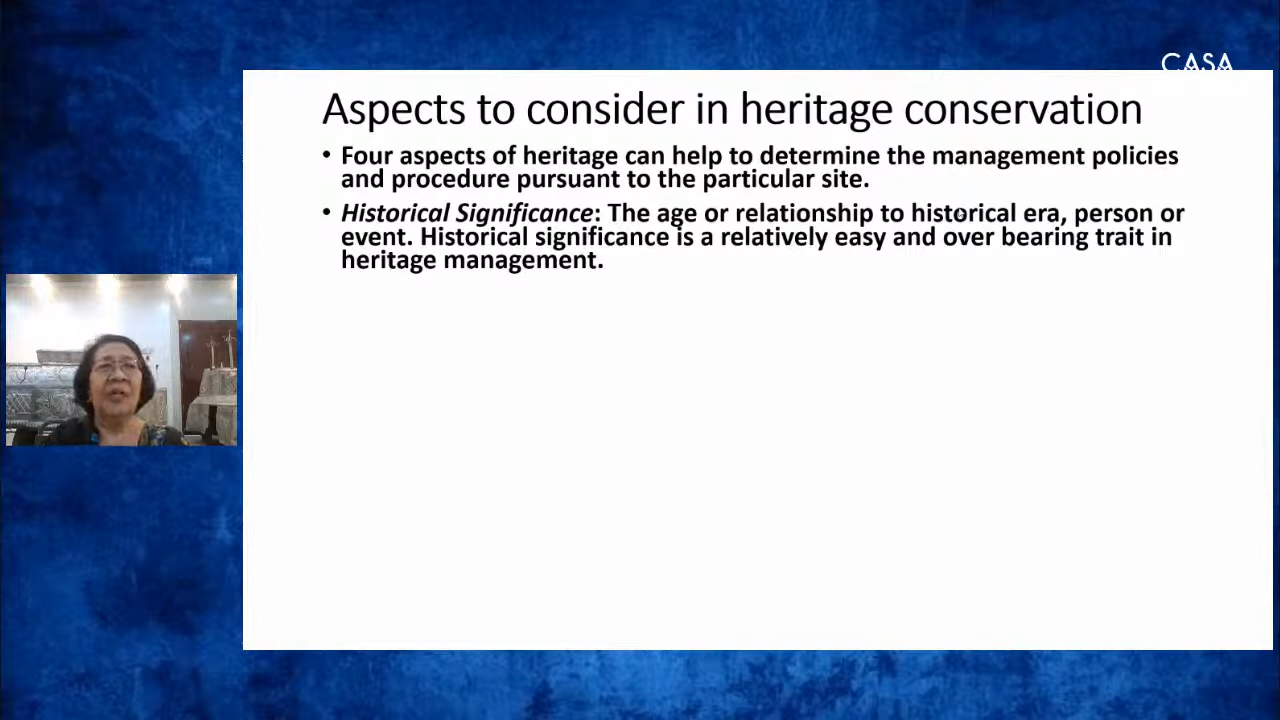 CASA
Aspects to consider in heritage conservation
• Four aspects of heritage can help to determine the management policies
and procedure pursuant to the particular site.
• Historical Significance: The age or relationship to historical era, person or
event. Historical significance is a relatively easy and over bearing trait in
heritage management.